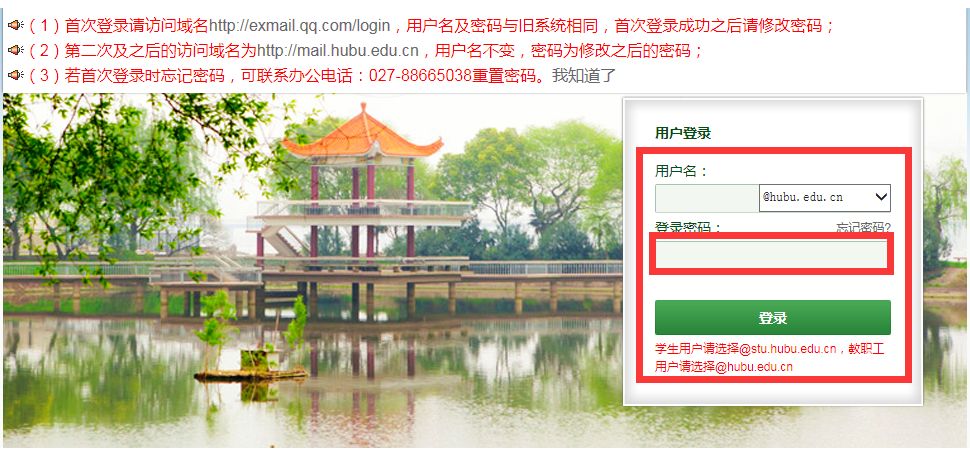 （1）首次登录请访问域名http://exmail.qq.com/login，用户名及密码与旧系统相同，首次登录成功之后请修改密码；
（2）第二次及之后的访问域名为http://mail.hubu.edu.cn，用户名不变，密码为修改之后的密码；
（3）若首次登录时忘记密码，可联系办公电话：027-88665038重置密码。我知道了
用户登录
用户名：
@hubu.edu.cn
登录密码： 忘记密码?
登录
学生用户请选择@stu.hubu.edu.cn，教职工
用户请选择@hubu.edu.cn